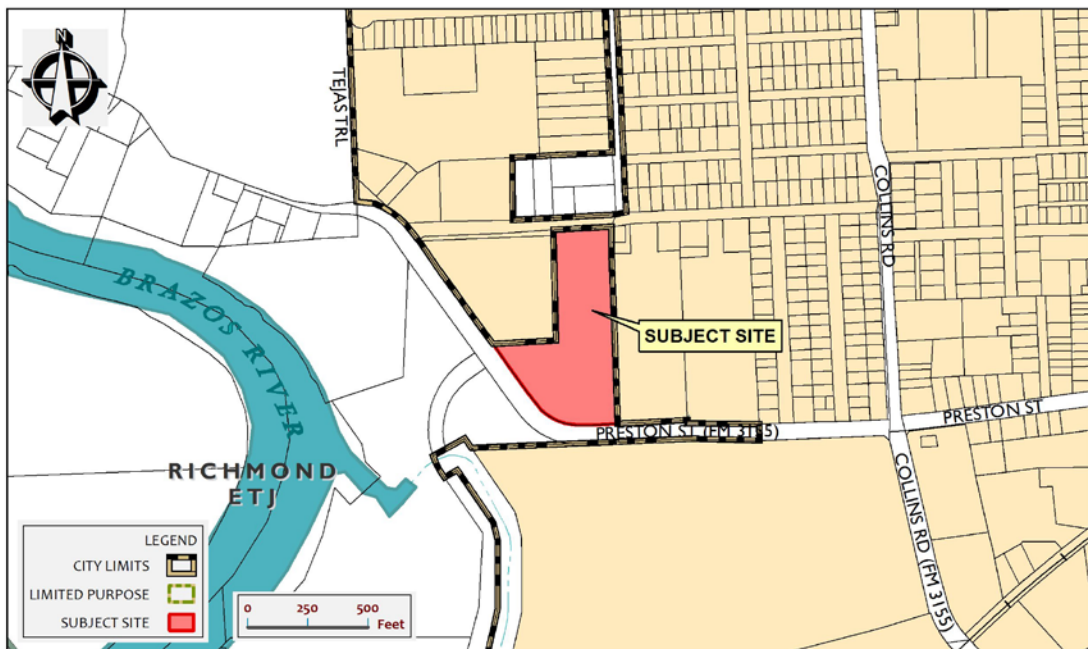 N
TEJAS TRL
COLLINS RD
SUBJECT SITE
BRAZOS RIVER
PRESTON ST
PRESTON ST (FM 3155)
RICHMOND
ETJ
COLLINS RD (FM 3155)
LEGEND
CITY LIMITS
LIMITED PURPOSE
SUBJECT SITE
0 250 500
Feet